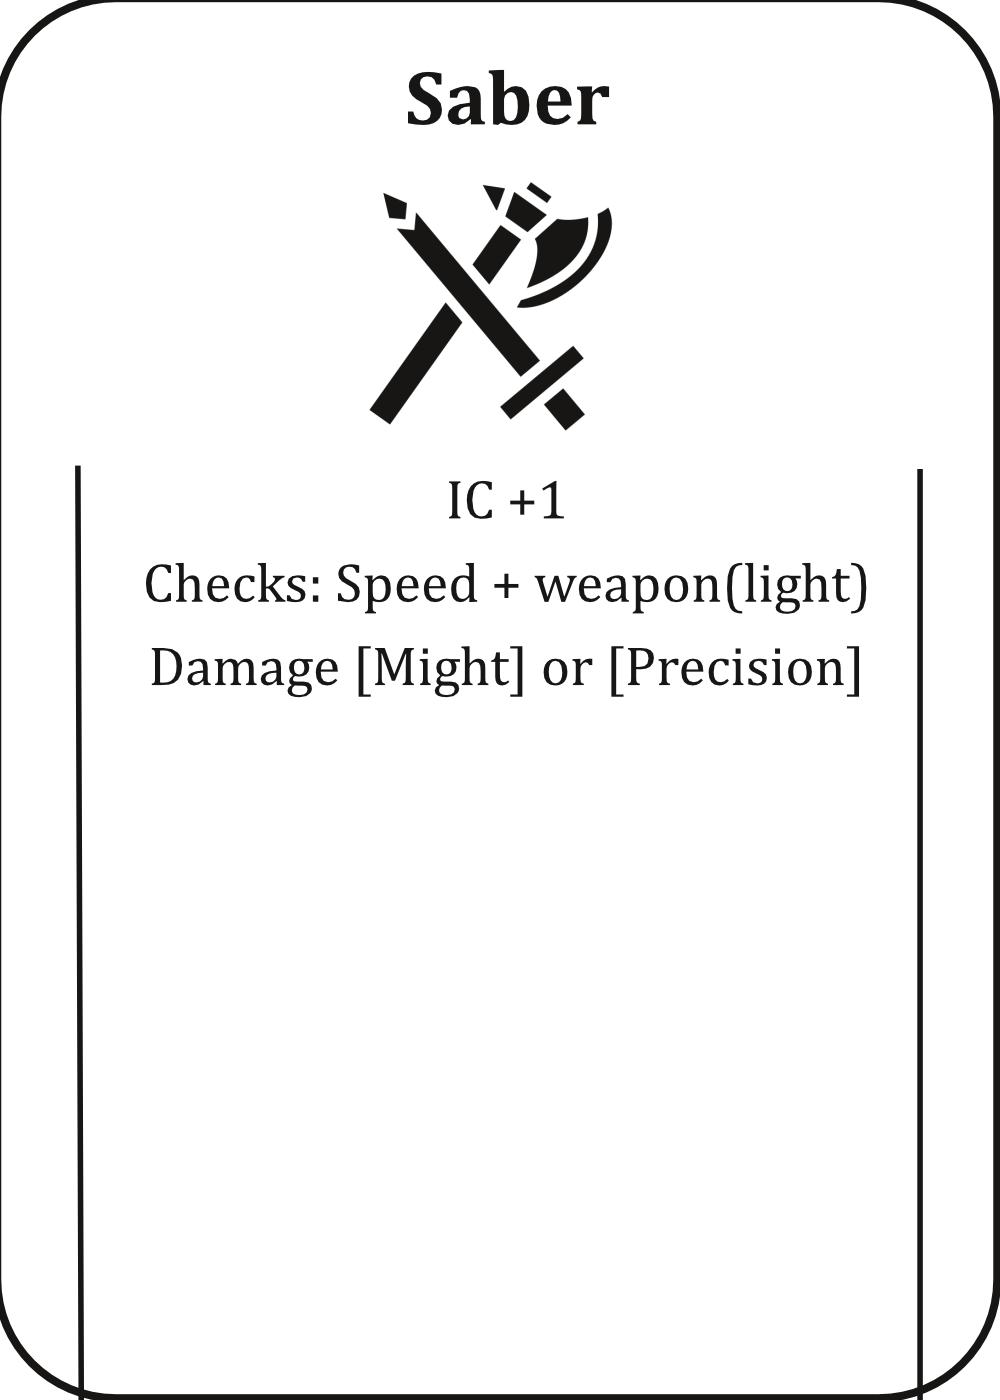 Saber
IC +1
Checks: Speed + weapon(light)
Damage [Might] or [Precision]